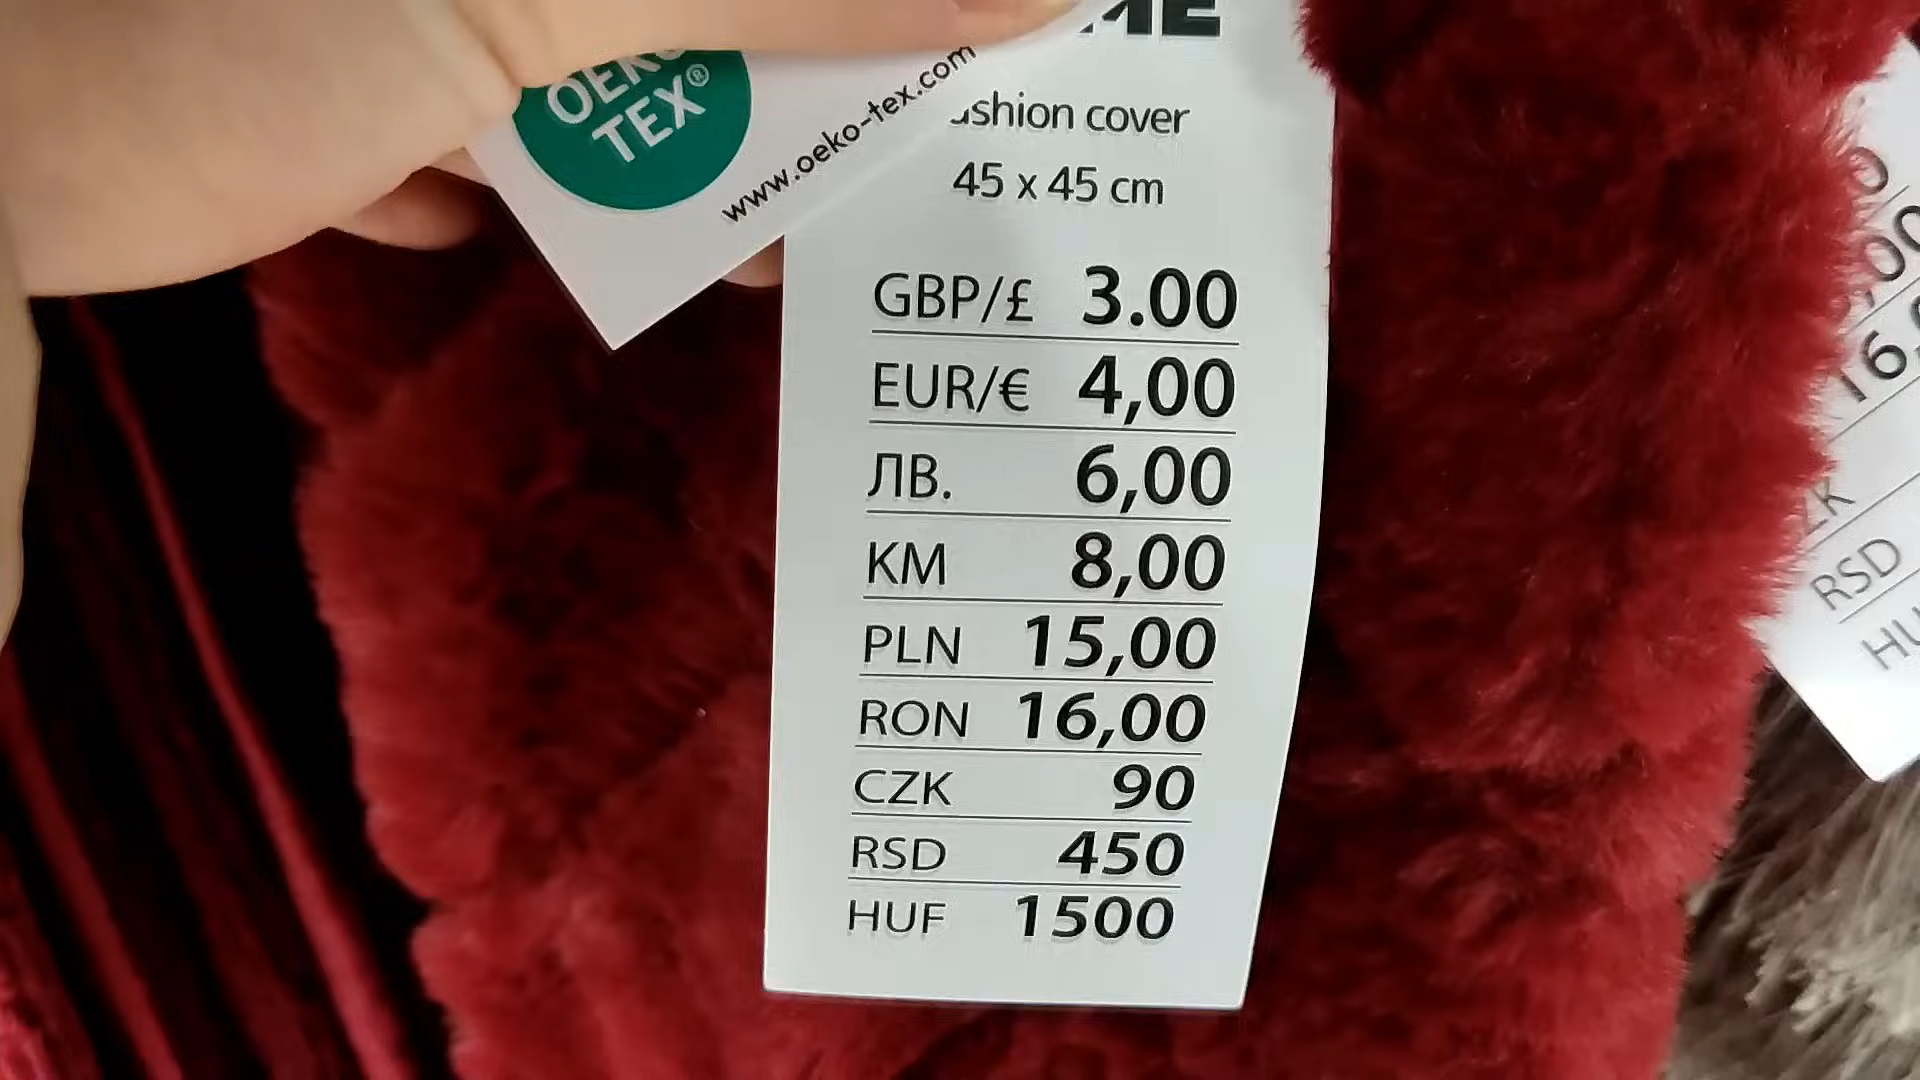 OEKO
TEX®
www.oeko-tex.com
cover
45 x 45 cm
GBP/£ 3.00
EUR/€ 4,00
ЛВ. 6,00
KM 8,00
PLN 15,00
RON 16,00
CZK 90
RSD 450
HUF 1500
RSD